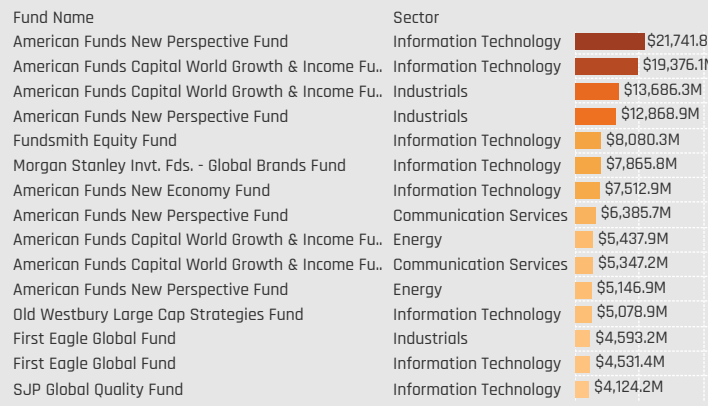 Fund Name Sector
American Funds New Perspective Fund Information Technology $21,741.8
American Funds Capital World Growth & Income Fu.. Information Technology $19,376.1M
American Funds Capital World Growth & Income Fu.. Industrials $13,686.3M
American Funds New Perspective Fund Industrials $12,868.9M
Fundsmith Equity Fund Information Technology $8,080.3M
Morgan Stanley Invt. Fds. - Global Brands Fund Information Technology $7,865.8M
American Funds New Economy Fund Information Technology $7,512.9M
American Funds New Perspective Fund Communication Services $6,385.7M
American Funds Capital World Growth & Income Fu.. Energy $5,437.9M
American Funds Capital World Growth & Income Fu.. Communication Services $5,347.2M
American Funds New Perspective Fund Energy $5,146.9M
Old Westbury Large Cap Strategies Fund Information Technology $5,078.9M
First Eagle Global Fund Industrials $4,593.2M
First Eagle Global Fund Information Technology $4,531.4M
SJP Global Quality Fund Information Technology $4,124.2M